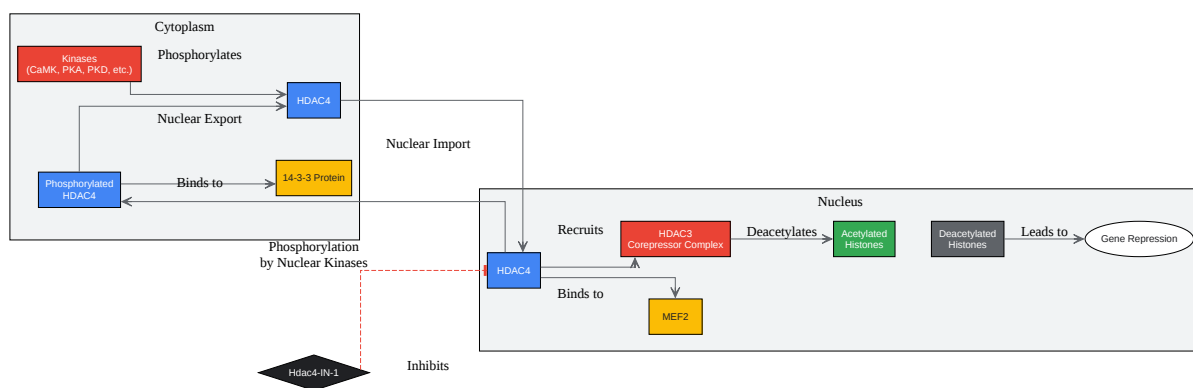 Cytoplasm
Kinases
(CaMK, PKA, PKD, etc.)
Phosphorylates
HDAC4
Nuclear Export
Nuclear Import
Phosphorylated
HDAC4
Binds to
14-3-3 Protein
Nucleus
Phosphorylation
by Nuclear Kinases
Recruits
HDAC3
Corepressor Complex
Deacetylates
Acetylated
Histones
Deacetylated
Histones
Leads to
Gene Repression
HDAC4
Binds to
MEF2
Hdac4-IN-1
Inhibits